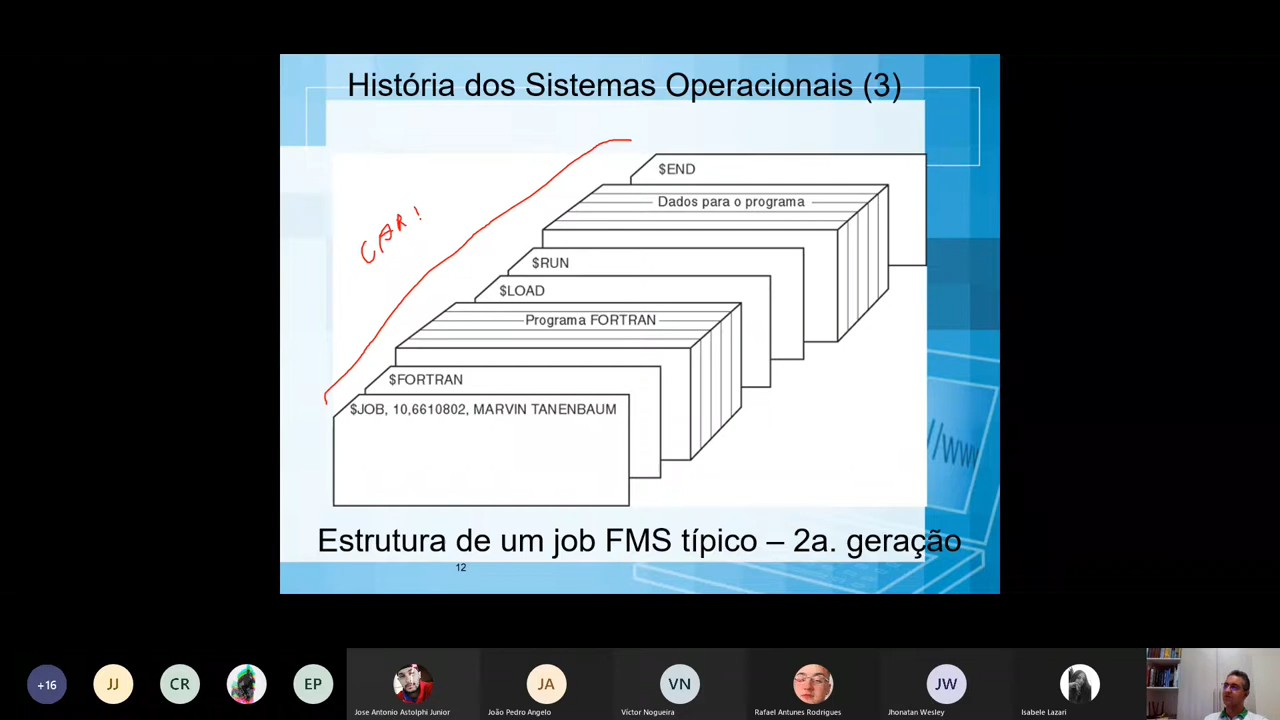 História dos Sistemas Operacionais (3)
$END
Dados para o programa
$RUN
$LOAD
Programa FORTRAN
$FORTRAN
$JOB, 10,6610802, MARVIN TANENBAUM
Estrutura de um job FMS típico – 2a. geração
12
//www
+16
JJ
CR
EP
JA
VN
JW
Jose Antonio Astolphi Junior
João Pedro Angelo
Víctor Nogueira
Rafael Antunes Rodrigues
Jhonatan Wesley
Isabele Lazari